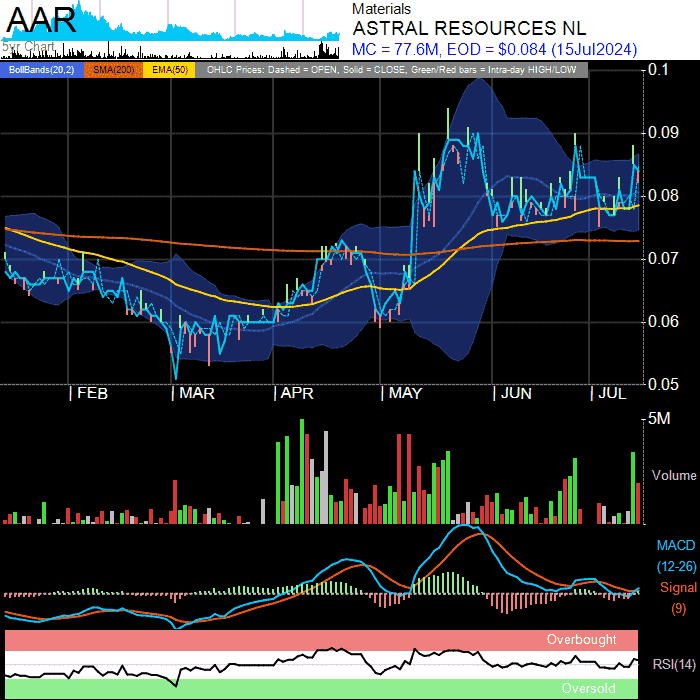 AAR
5yr Chart
Materials
ASTRAL RESOURCES NL
MC = 77.6M, EOD = $0.084 (15Jul2024)
BollBands(20,2) SMA(200) EMA(50) OHLC Prices: Dashed = OPEN, Solid = CLOSE, Green/Red bars = Intra-day HIGH/LOW
0.1
0.09
0.08
0.07
0.06
0.05
| FEB | MAR | APR | MAY | JUN | JUL
5M
Volume
MACD
(12-26)
Signal
(9)
Overbought
RSI(14)
Oversold